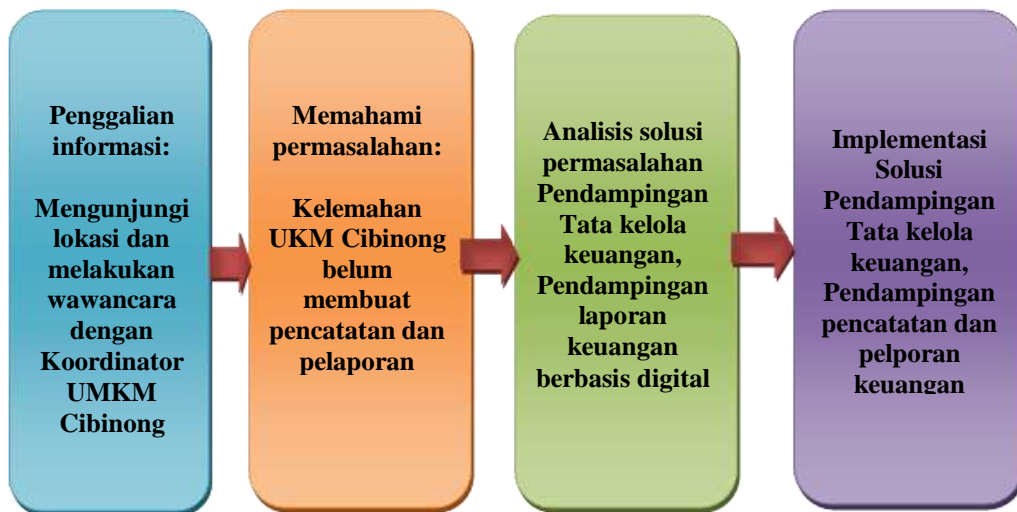 Penggalian
informasi:
Mengunjungi
lokasi dan
melakukan
wawancara
dengan
Koordinator
UMKM
Cibinong
Memahami
permasalahan:
Kelemahan
UKM Cibinong
belum
membuat
pencatatan dan
pelaporan
Analisis solusi
permasalahan
Pendampingan
Tata kelola
keuangan,
Pendampingan
laporan
keuangan
berbasis digital
Implementasi
Solusi
Pendampingan
Tata kelola
keuangan,
Pendampingan
pencatatan dan
pelporan
keuangan